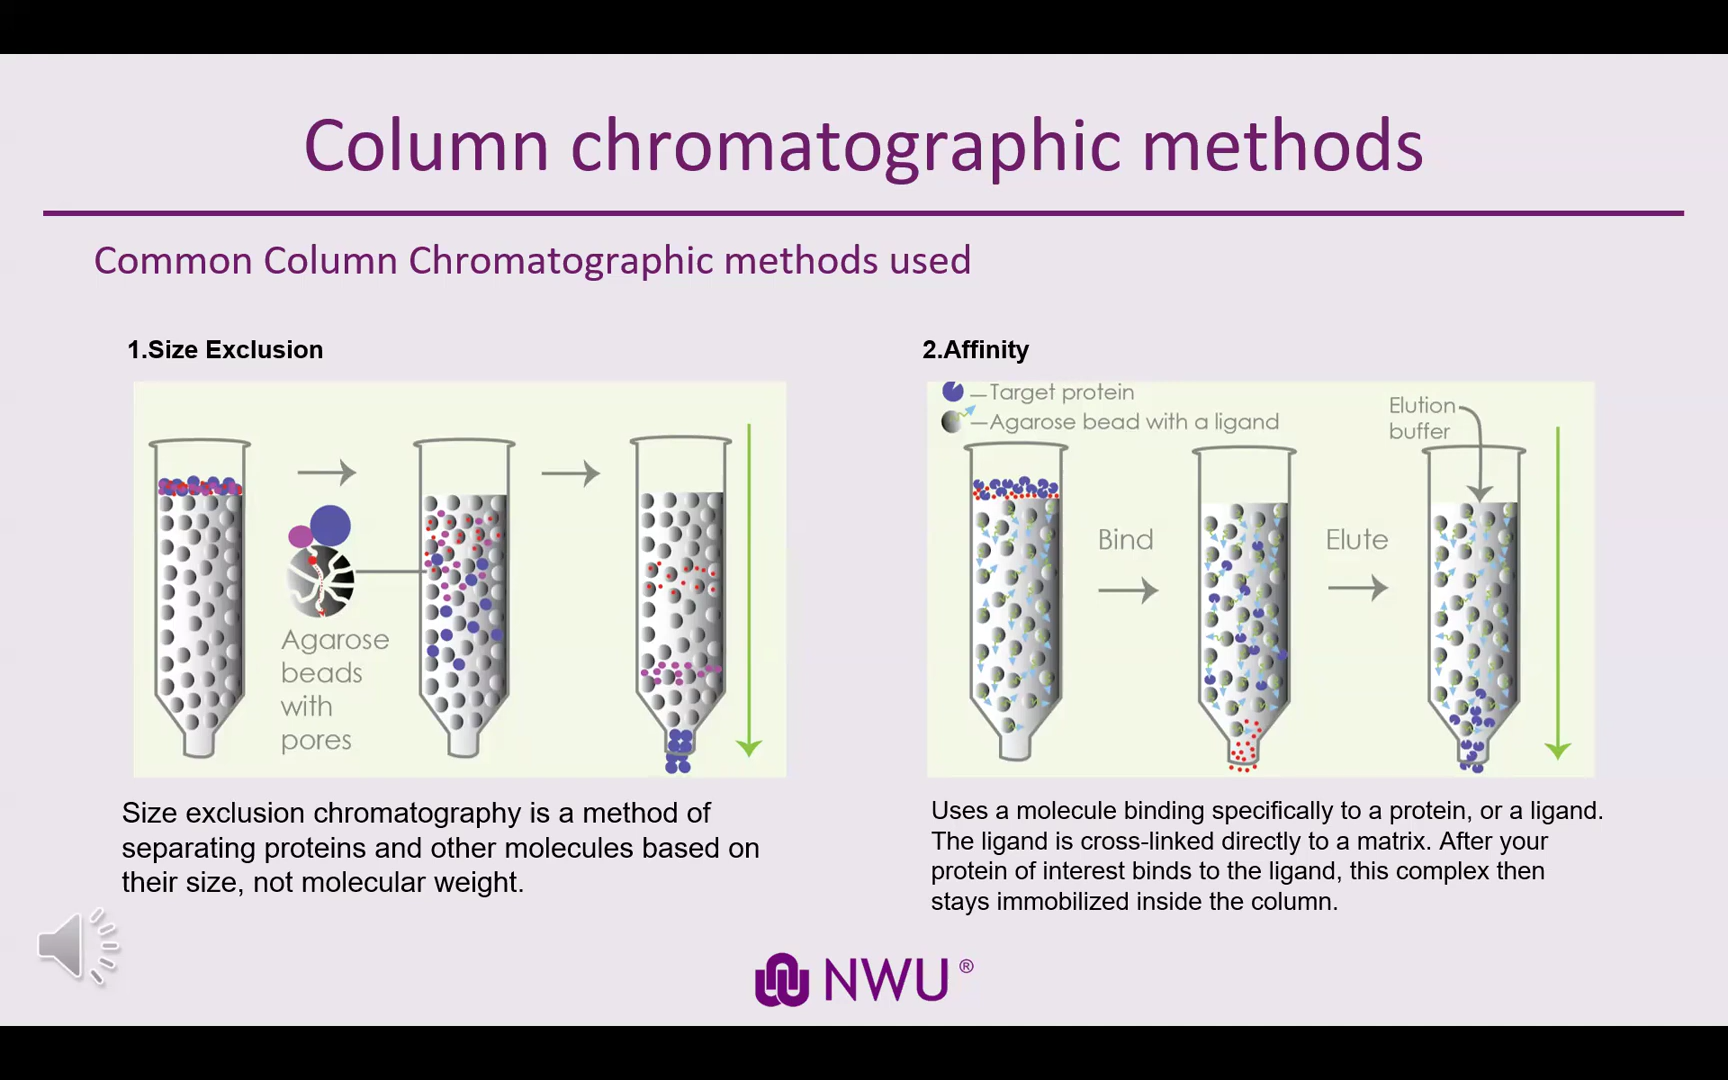 Column chromatographic methods
Common Column Chromatographic methods used
1.Size Exclusion
Agarose
beads
with
pores
Size exclusion chromatography is a method of
separating proteins and other molecules based on
their size, not molecular weight.
2.Affinity
Target protein
Agarose bead with a ligand
Elution
buffer
Bind
Elute
Uses a molecule binding specifically to a protein, or a ligand.
The ligand is cross-linked directly to a matrix. After your
protein of interest binds to the ligand, this complex then
stays immobilized inside the column.
NWU ®